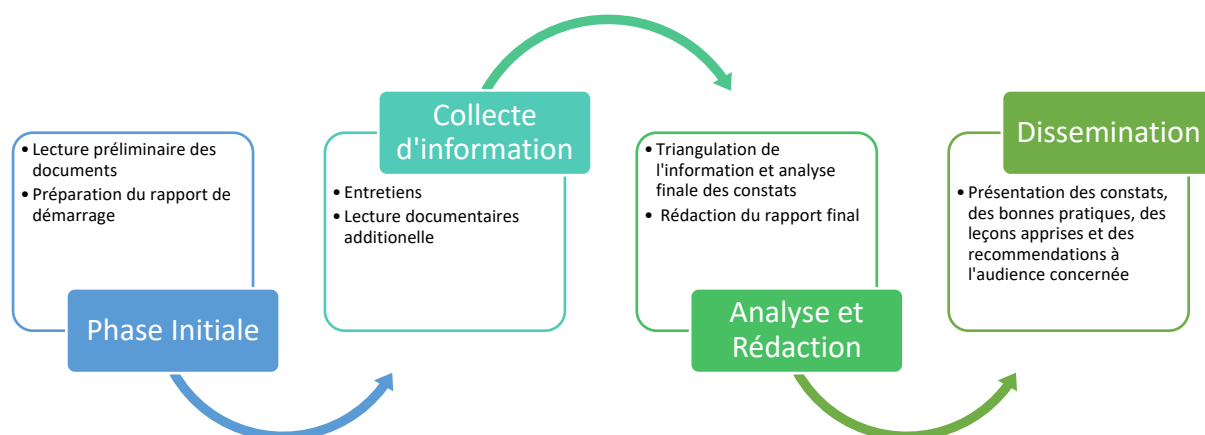 • Lecture préliminaire des
documents
• Préparation du rapport de
démarrage
Phase Initiale
Collecte
d'information
• Entretiens
• Lecture documentaires
additionelle
• Triangulation de
l'information et analyse
finale des constats
• Rédaction du rapport final
Analyse et
Rédaction
Dissemination
• Présentation des constats,
des bonnes pratiques, des
leçons apprises et des
recommendations à
l'audience concernée